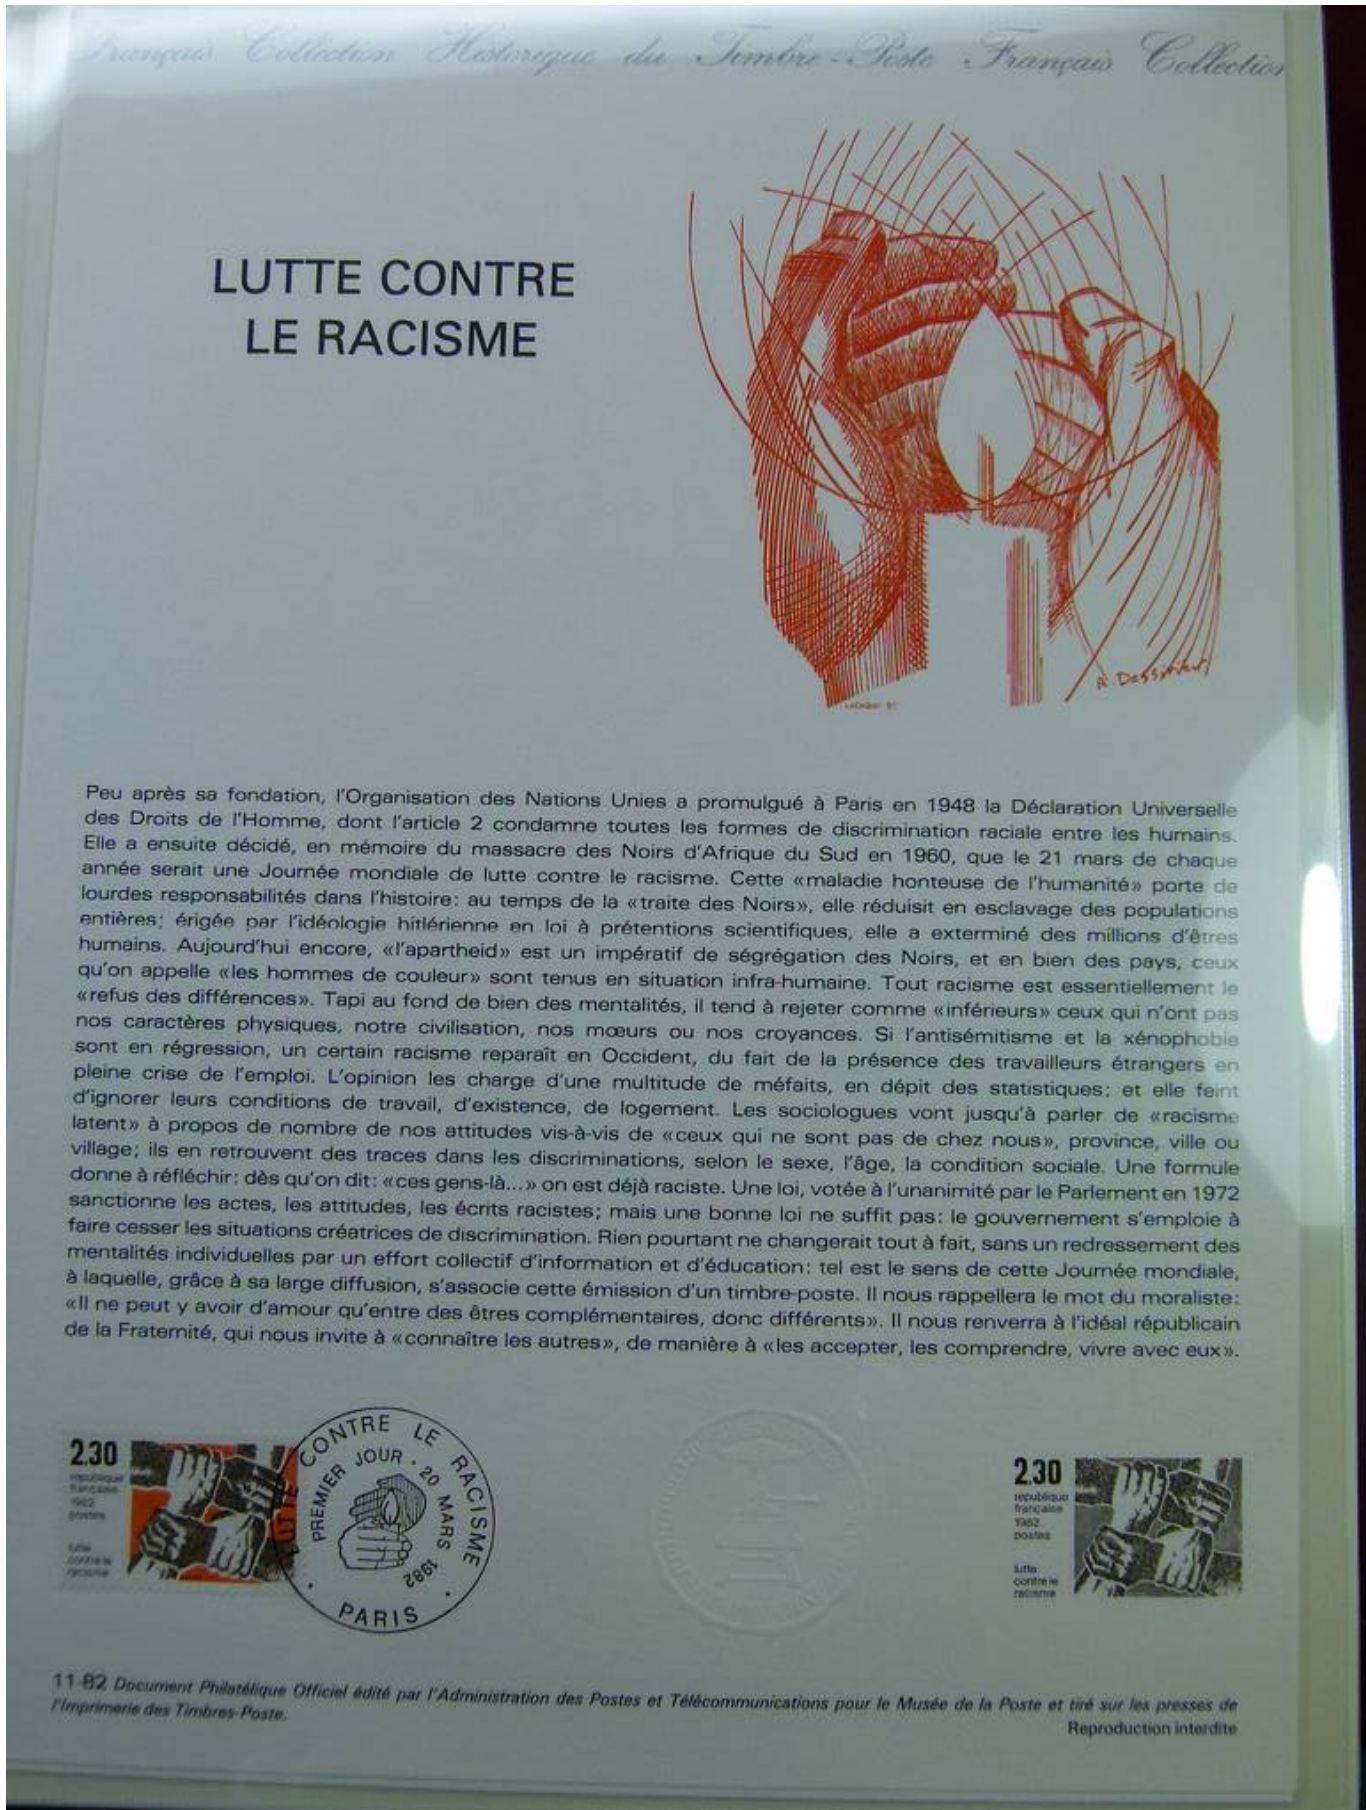 Français Collection Historique du Timbre-Poste Français Collection
LUTTE CONTRE
LE RACISME
Peu après sa fondation, l'Organisation des Nations Unies a promulgué à Paris en 1948 la Déclaration Universelle
des Droits de l'Homme, dont l'article 2 condamne toutes les formes de discrimination raciale entre les humains.
Elle a ensuite décidé, en mémoire du massacre des Noirs d'Afrique du Sud en 1960, que le 21 mars de chaque
année serait une Journée mondiale de lutte contre le racisme. Cette «maladie honteuse de l'humanité» porte de
lourdes responsabilités dans l'histoire: au temps de la «traite des Noirs», elle réduisit en esclavage des populations
entières; érigée par l'idéologie hitlérienne en loi à prétentions scientifiques, elle a exterminé des millions d'êtres
humains. Aujourd'hui encore, «l'apartheid» est un impératif de ségrégation des Noirs, et en bien des pays, ceux
qu'on appelle «les hommes de couleur» sont tenus en situation infra-humaine. Tout racisme est essentiellement le
«refus des différences». Tapi au fond de bien des mentalités, il tend à rejeter comme «inférieurs» ceux qui n'ont pas
nos caractères physiques, notre civilisation, nos mœurs ou nos croyances. Si l'antisémitisme et la xénophobie
sont en régression, un certain racisme reparaît en Occident, du fait de la présence des travailleurs étrangers en
pleine crise de l'emploi. L'opinion les charge d'une multitude de méfaits, en dépit des statistiques; et elle feint
d'ignorer leurs conditions de travail, d'existence, de logement. Les sociologues vont jusqu'à parler de «racisme
latent» à propos de nombre de nos attitudes vis-à-vis de «ceux qui ne sont pas de chez nous», province, ville ou
village; ils en retrouvent des traces dans les discriminations, selon le sexe, l'âge, la condition sociale. Une formule
donne à réfléchir: dès qu'on dit: «ces gens-là...» on est déjà raciste. Une loi, votée à l'unanimité par le Parlement en 1972
sanctionne les actes, les attitudes, les écrits racistes; mais une bonne loi ne suffit pas: le gouvernement s'emploie à
faire cesser les situations créatrices de discrimination. Rien pourtant ne changerait tout à fait, sans un redressement des
mentalités individuelles par un effort collectif d'information et d'éducation: tel est le sens de cette Journée mondiale,
à laquelle, grâce à sa large diffusion, s'associe cette émission d'un timbre-poste. Il nous rappellera le mot du moraliste:
«Il ne peut y avoir d'amour qu'entre des êtres complémentaires, donc différents». Il nous renverra à l'idéal républicain
de la Fraternité, qui nous invite à «connaître les autres», de manière à «les accepter, les comprendre, vivre avec eux».
2.30
republique
française
1982
postes
lutte
contre le
racisme
LUTTE CONTRE LE RACISME
PREMIER JOUR . 20 MARS 1982
PARIS
2.30
republique
française
1982
postes
lutte
contre le
racisme
11-82 Document Philatélique Officiel édité par l'Administration des Postes et Télécommunications pour le Musée de la Poste et tiré sur les presses de
l'Imprimerie des Timbres-Poste.
Reproduction interdite